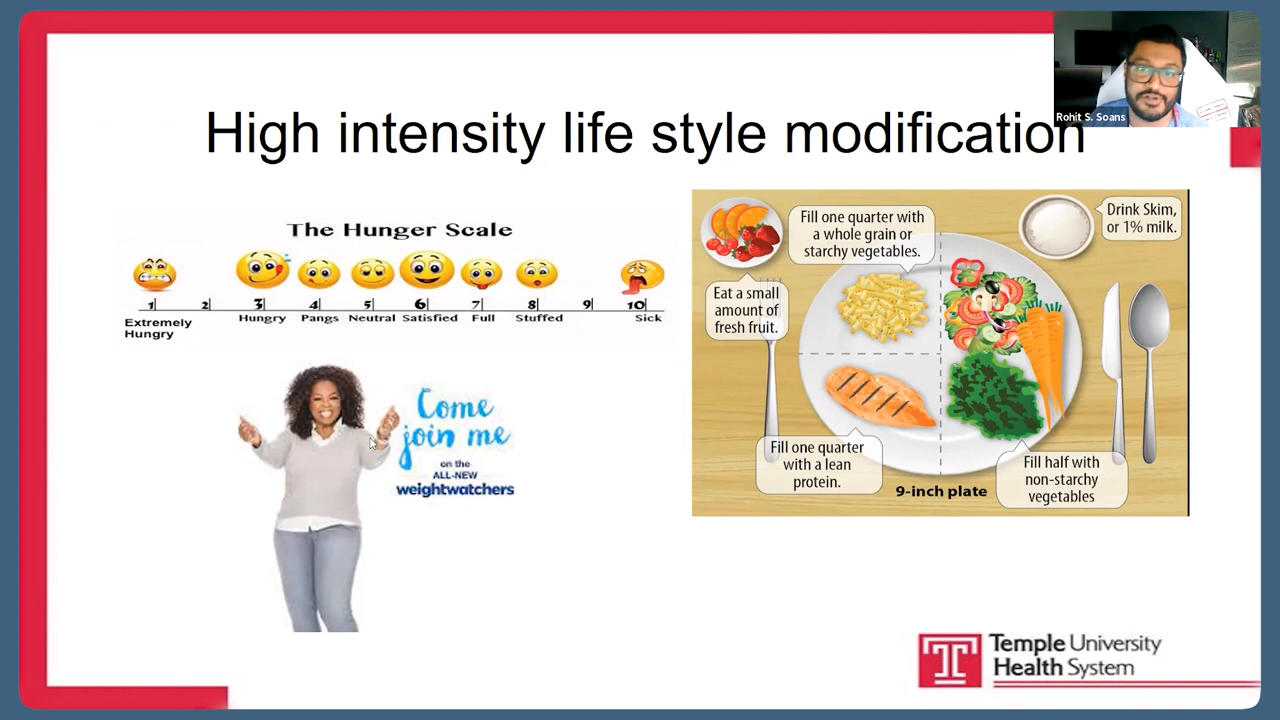 Rohit S. Soans
High intensity life style modification
The Hunger Scale
1 2 3 4 5 6 7 8 9 10
Extremely
Hungry
Hungry Pangs Neutral Satisfied Full Stuffed Sick
Come
join me
on the
ALL-NEW
weightwatchers
Fill one quarter with
a whole grain or
starchy vegetables.
Drink Skim,
or 1% milk.
Eat a small
amount of
fresh fruit.
Fill one quarter
with a lean
protein.
9-inch plate
Fill half with
non-starchy
vegetables
Temple University
Health System